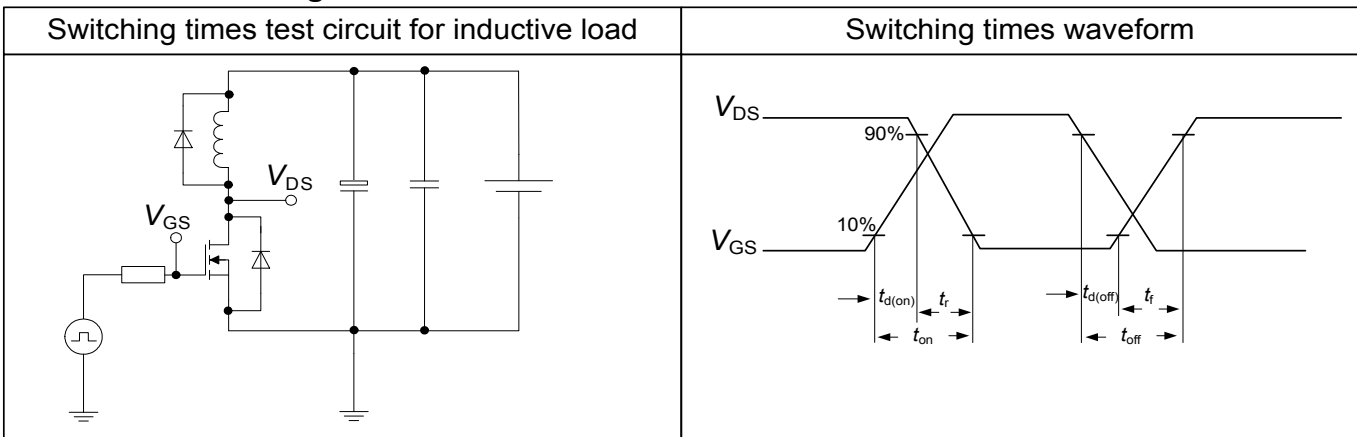 Switching times test circuit for inductive load
Switching times waveform
VDS
VGS
VDS
90%
10%
VGS
td(on)
tr
ton
td(off)
tf
toff